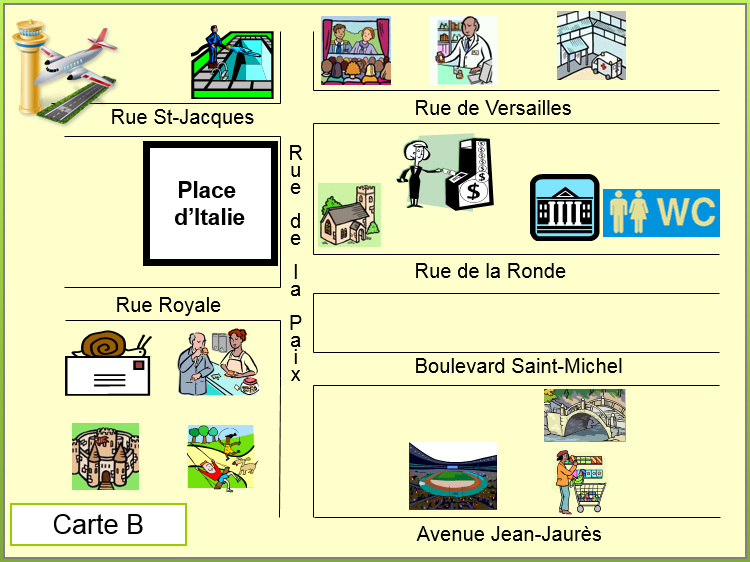 Rue St-Jacques
Rue de Versailles
Place
d’Italie
Rue de la Paix
$
$
WC
Rue de la Ronde
Rue Royale
Boulevard Saint-Michel
Carte B
Avenue Jean-Jaurès